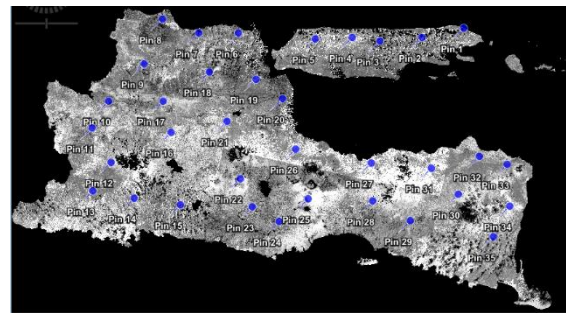 Pin 8
Pin 7
Pin 6
Pin 5
Pin 4
Pin 3
Pin 2
Pin 1
Pin 9
Pin 18
Pin 19
Pin 10
Pin 17
Pin 20
Pin 11
Pin 16
Pin 21
Pin 12
Pin 26
Pin 27
Pin 31
Pin 32
Pin 33
Pin 13
Pin 14
Pin 15
Pin 22
Pin 23
Pin 25
Pin 24
Pin 28
Pin 29
Pin 30
Pin 34
Pin 35